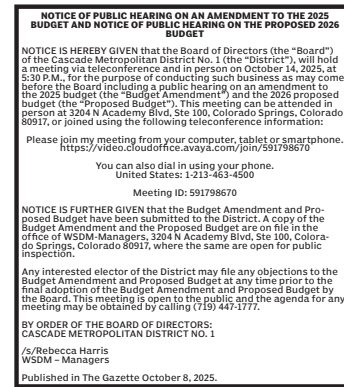 NOTICE OF PUBLIC HEARING ON AN AMENDMENT TO THE 2025
BUDGET AND NOTICE OF PUBLIC HEARING ON THE PROPOSED 2026
BUDGET
NOTICE IS HEREBY GIVEN that the Board of Directors (the “Board”)
of the Cascade Metropolitan District No. 1 (the “District”), will hold
a meeting via teleconference and in person on October 14, 2025, at
5:30 P.M., for the purpose of conducting such business as may come
before the Board including a public hearing on an amendment to
the 2025 budget (the “Budget Amendment”) and the 2026 proposed
budget (the “Proposed Budget”). This meeting can be attended in
person at 3204 N Academy Blvd, Ste 100, Colorado Springs, Colorado
80917, or joined using the following teleconference information:
Please join my meeting from your computer, tablet or smartphone.
https://video.cloudoffice.avaya.com/join/591798670
You can also dial in using your phone.
United States: 1-213-463-4500
Meeting ID: 591798670
NOTICE IS FURTHER GIVEN that the Budget Amendment and Pro-
posed Budget have been submitted to the District. A copy of the
Budget Amendment and the Proposed Budget are on file in the
office of WSDM-Managers, 3204 N Academy Blvd, Ste 100, Colora-
do Springs, Colorado 80917, where the same are open for public
inspection.
Any interested elector of the District may file any objections to the
Budget Amendment and Proposed Budget at any time prior to the
final adoption of the Budget Amendment and Proposed Budget by
the Board. This meeting is open to the public and the agenda for any
meeting may be obtained by calling (719) 447-1777.
BY ORDER OF THE BOARD OF DIRECTORS:
CASCADE METROPOLITAN DISTRICT NO. 1
/s/Rebecca Harris
WSDM – Managers
Published in The Gazette October 8, 2025.